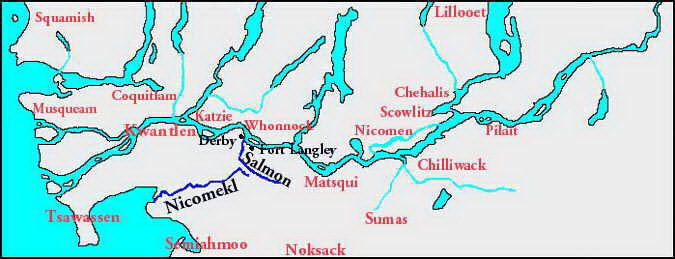 Squamish
Lillooet
Coquitlam
Chehalis
Musqueam
Katzie
Scowlitz
Kwantlen
Whonnock
Nicomen
Pilalt
Derby
Fort Langley
Salmon
Chilliwack
Matsqui
Nicomekl
Tsawassen
Sumas
Semiahmoo
Nooksack